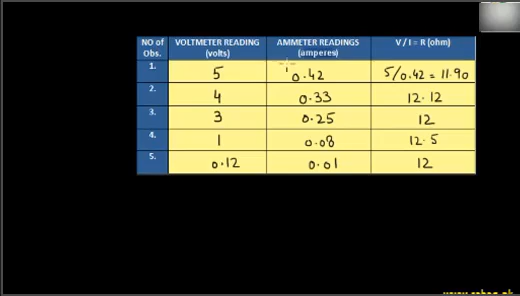 NO of Obs. VOLTMETER READING (volts) AMMETER READINGS (amperes) V / I = R (ohm)
1. 5 0.42 5/0.42 = 11.90
2. 4 0.33 12.12
3. 3 0.25 12
4. 1 0.08 12.5
5. 0.12 0.01 12